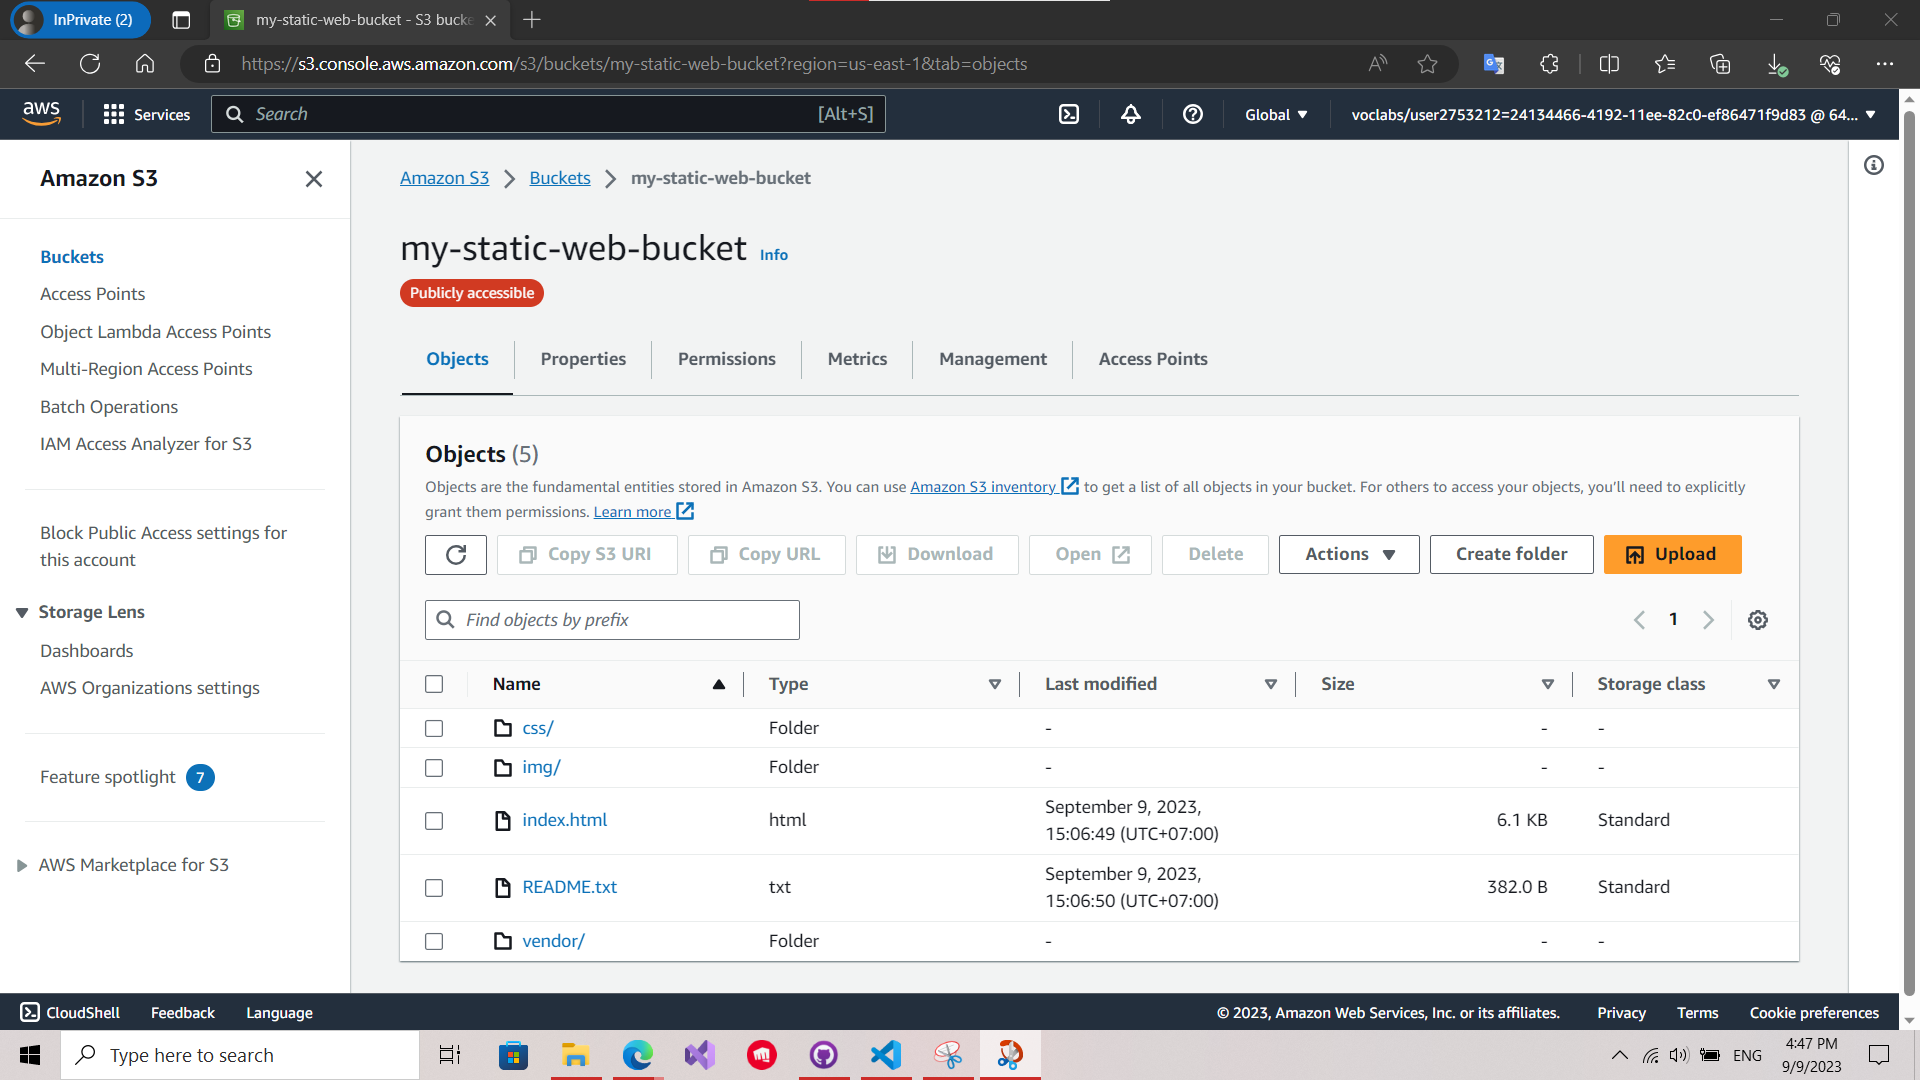 InPrivate (2)
my-static-web-bucket - S3 bucke
https://s3.console.aws.amazon.com/s3/buckets/my-static-web-bucket?region=us-east-1&tab=objects
aws
Services
Search
[Alt+S]
Global
voclabs/user2753212=24134466-4192-11ee-82c0-ef86471f9d83 @ 64...
Amazon S3
Buckets
Access Points
Object Lambda Access Points
Multi-Region Access Points
Batch Operations
IAM Access Analyzer for S3
Block Public Access settings for
this account
Storage Lens
Dashboards
AWS Organizations settings
Feature spotlight 7
AWS Marketplace for S3
Amazon S3 > Buckets > my-static-web-bucket
my-static-web-bucket Info
Publicly accessible
Objects
Properties
Permissions
Metrics
Management
Access Points
Objects (5)
Objects are the fundamental entities stored in Amazon S3. You can use Amazon S3 inventory to get a list of all objects in your bucket. For others to access your objects, you'll need to explicitly
grant them permissions. Learn more
Copy S3 URI
Copy URL
Download
Open
Delete
Actions
Create folder
Upload
Find objects by prefix
1
Name Type Last modified Size Storage class
css/ Folder - - -
img/ Folder - - -
index.html html September 9, 2023, 15:06:49 (UTC+07:00) 6.1 KB Standard
README.txt txt September 9, 2023, 15:06:50 (UTC+07:00) 382.0 B Standard
vendor/ Folder - - -
CloudShell
Feedback
Language
© 2023, Amazon Web Services, Inc. or its affiliates.
Privacy
Terms
Cookie preferences
Type here to search
ENG
4:47 PM
9/9/2023